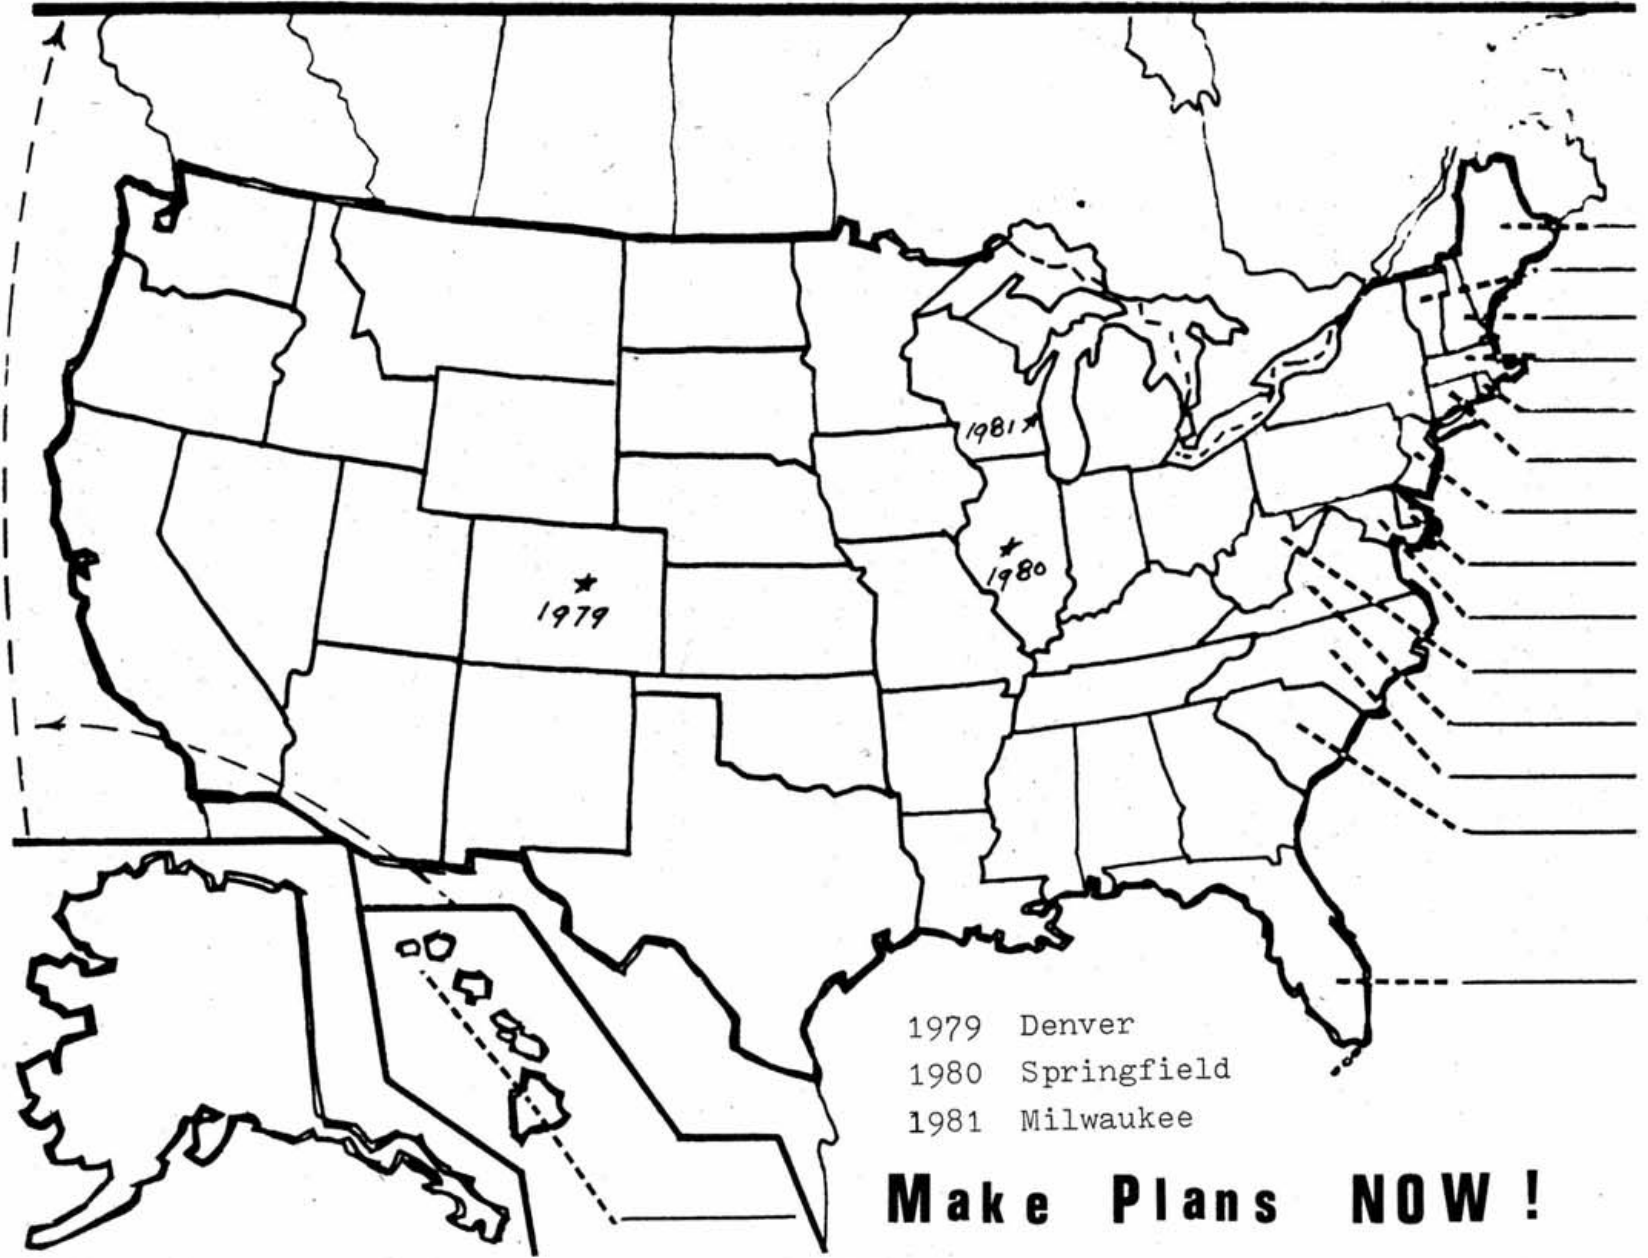 1981
1980
1979
1979 Denver
1980 Springfield
1981 Milwaukee
Make Plans NOW!